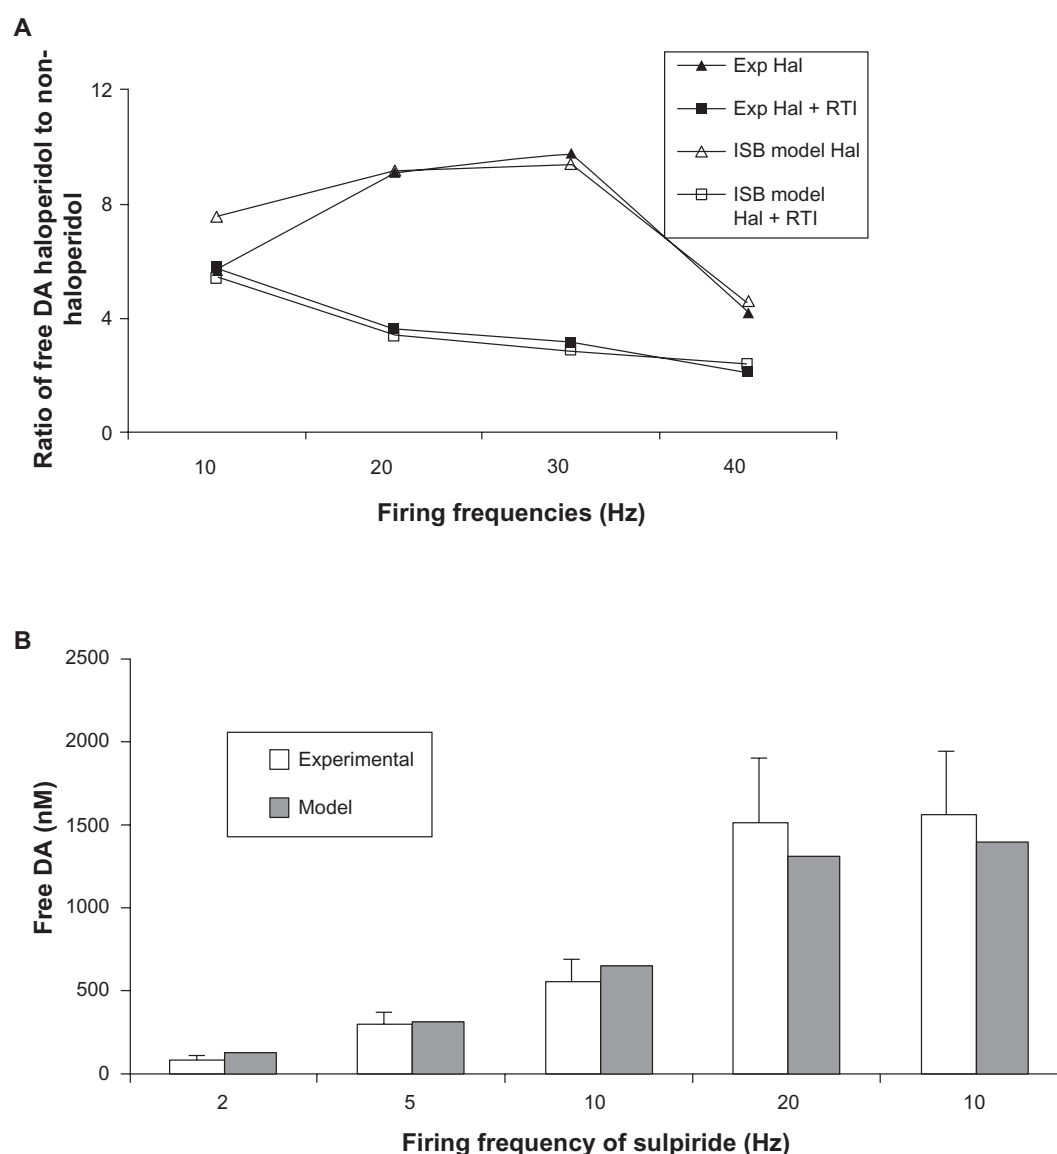 A
Ratio of free DA haloperidol to non-
haloperidol
12
8
4
0
10
20
30
40
Firing frequencies (Hz)
Exp Hal
Exp Hal + RTI
ISB model Hal
ISB model
Hal + RTI
B
Free DA (nM)
2500
2000
1500
1000
500
0
Experimental
Model
2
5
10
20
10
Firing frequency of sulpiride (Hz)